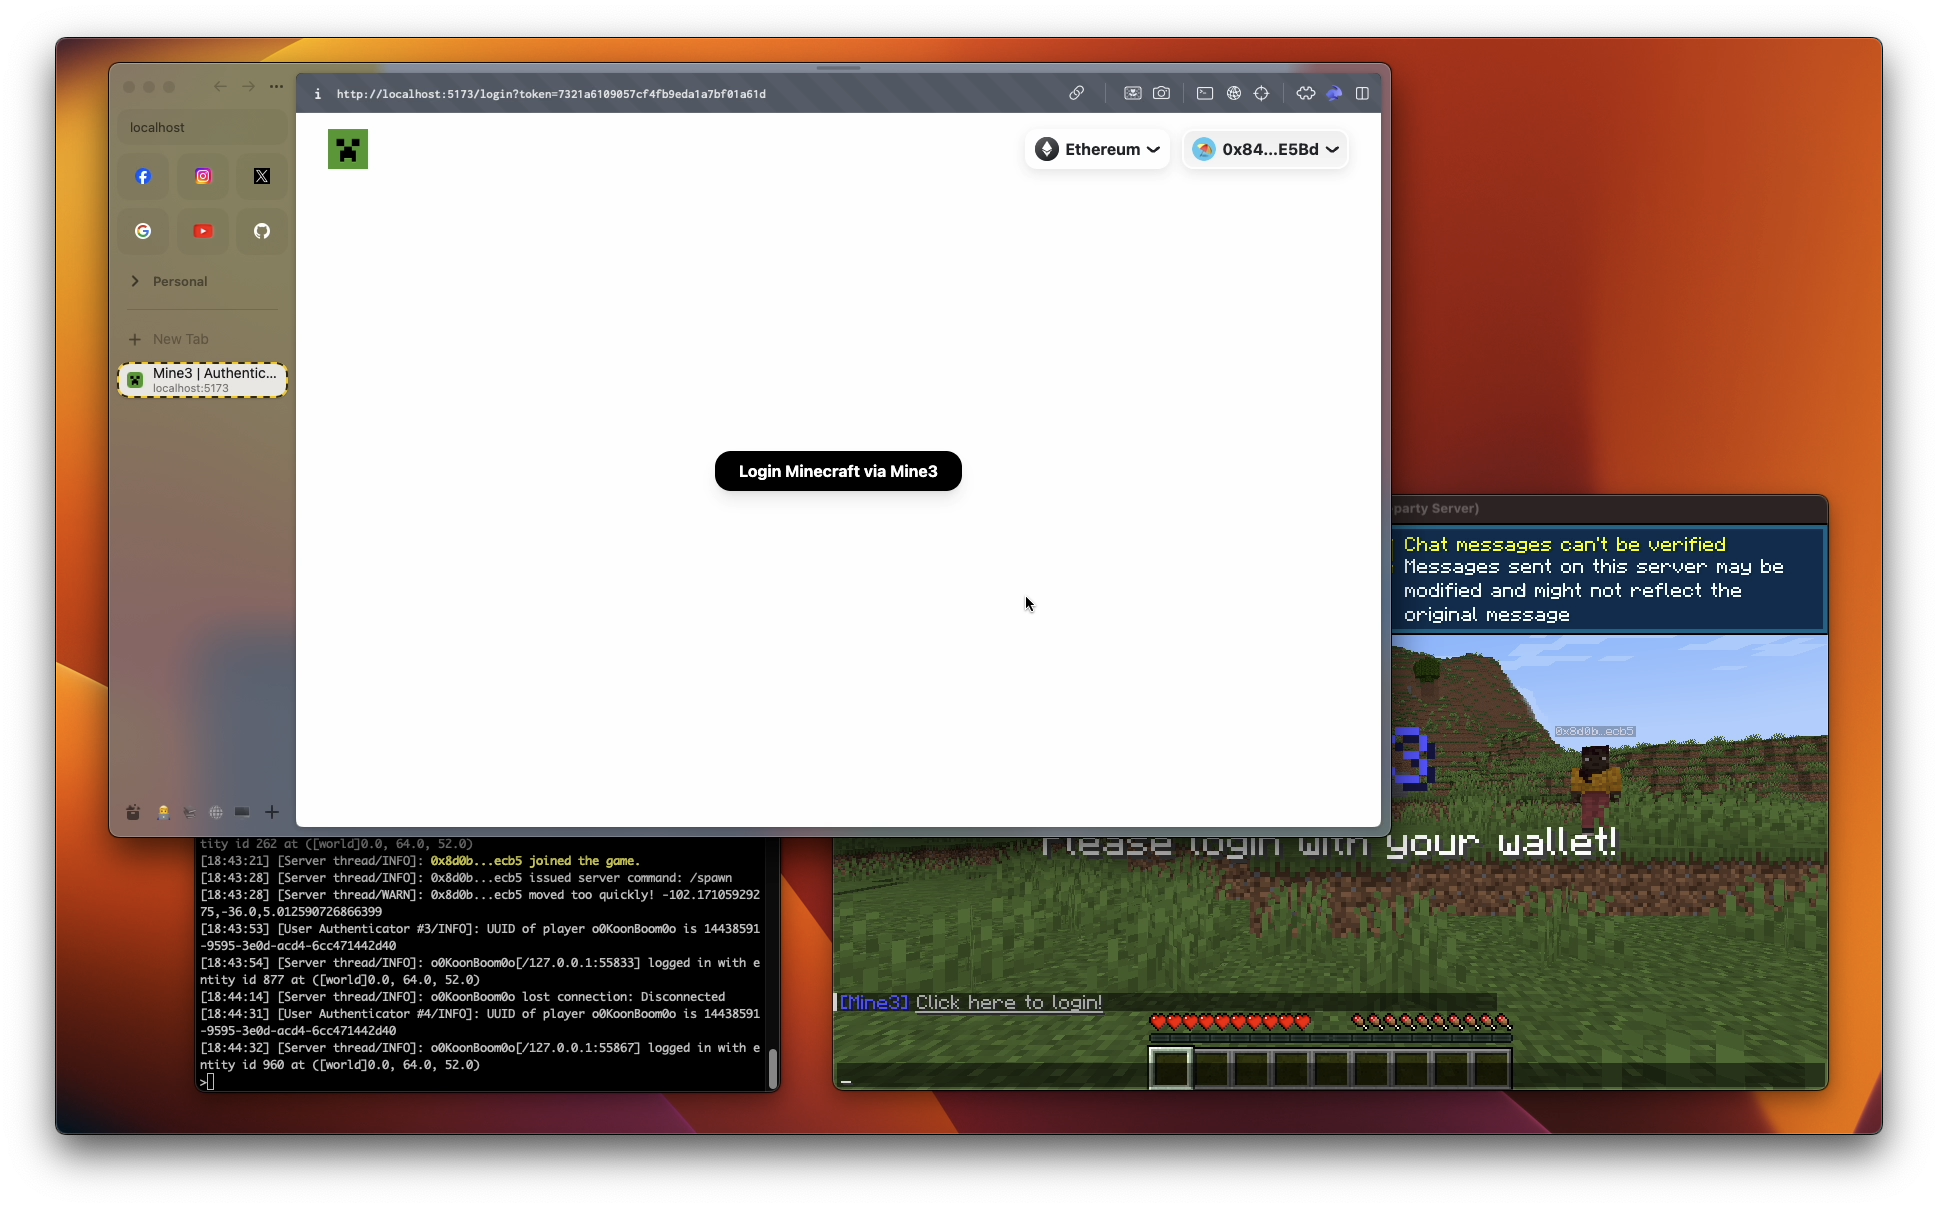 localhost
http://localhost:5173/login?token=7321a6109057cf4fb9eda1a7bf01a61d
Ethereum
0x84...E5Bd
Personal
New Tab
Mine3 | Authentic...
localhost:5173
Login Minecraft via Mine3
party Server)
Chat messages can't be verified
Messages sent on this server may be
modified and might not reflect the
original message
0x8d0b...ecb5
3
Please login with your wallet!
[Mine3] Click here to login!
tity id 262 at ([world]0.0, 64.0, 52.0)
[18:43:21] [Server thread/INFO]: 0x8d0b...ecb5 joined the game.
[18:43:28] [Server thread/INFO]: 0x8d0b...ecb5 issued server command: /spawn
[18:43:28] [Server thread/WARN]: 0x8d0b...ecb5 moved too quickly! -102.171059292
75,-36.0,5.012590726866399
[18:43:53] [User Authenticator #3/INFO]: UUID of player o0KoonBoom0o is 14438591
-9595-3e0d-acd4-6cc471442d40
[18:43:54] [Server thread/INFO]: o0KoonBoom0o[/127.0.0.1:55833] logged in with e
ntity id 877 at ([world]0.0, 64.0, 52.0)
[18:44:14] [Server thread/INFO]: o0KoonBoom0o lost connection: Disconnected
[18:44:31] [User Authenticator #4/INFO]: UUID of player o0KoonBoom0o is 14438591
-9595-3e0d-acd4-6cc471442d40
[18:44:32] [Server thread/INFO]: o0KoonBoom0o[/127.0.0.1:55867] logged in with e
ntity id 960 at ([world]0.0, 64.0, 52.0)
>